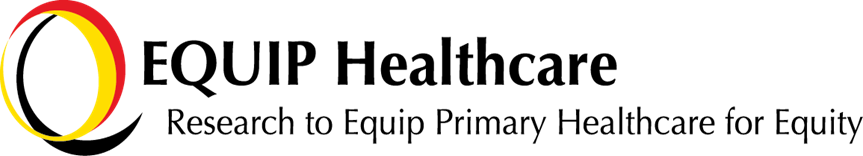 EQUIP Healthcare
Research to Equip Primary Healthcare for Equity